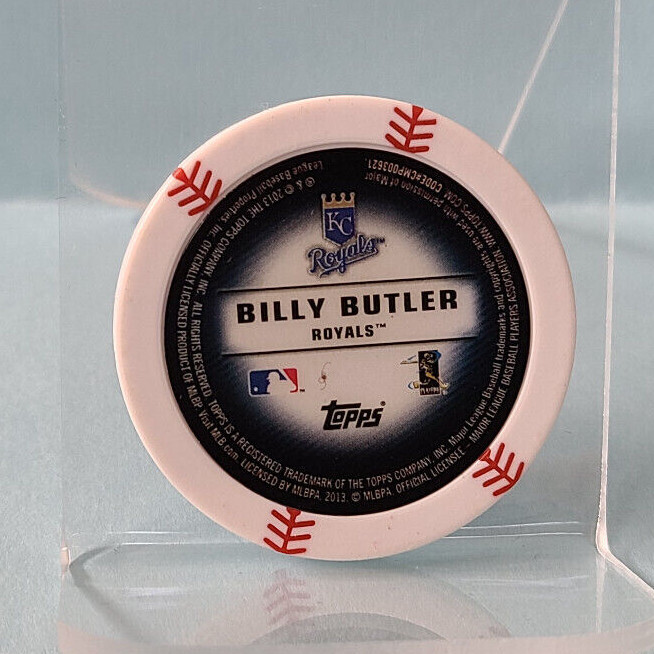 KC
Royals™
BILLY BUTLER
ROYALS™
topps®
PLAYERS
® & © 2013 THE TOPPS COMPANY, INC. ALL RIGHTS RESERVED. TOPPS IS A REGISTERED TRADEMARK OF THE TOPPS COMPANY, INC. Major League Baseball trademarks and copyrights are used with permission of Major
League Baseball Properties, Inc. OFFICIALLY LICENSED PRODUCT OF MLBP Visit MLB.com LICENSED BY MLBPA. 2013. © MLBPA. OFFICIAL LICENSEE - MAJOR LEAGUE BASEBALL PLAYERS ASSOCIATION. WWW.TOPPS.COM. CODE#CMP003621.